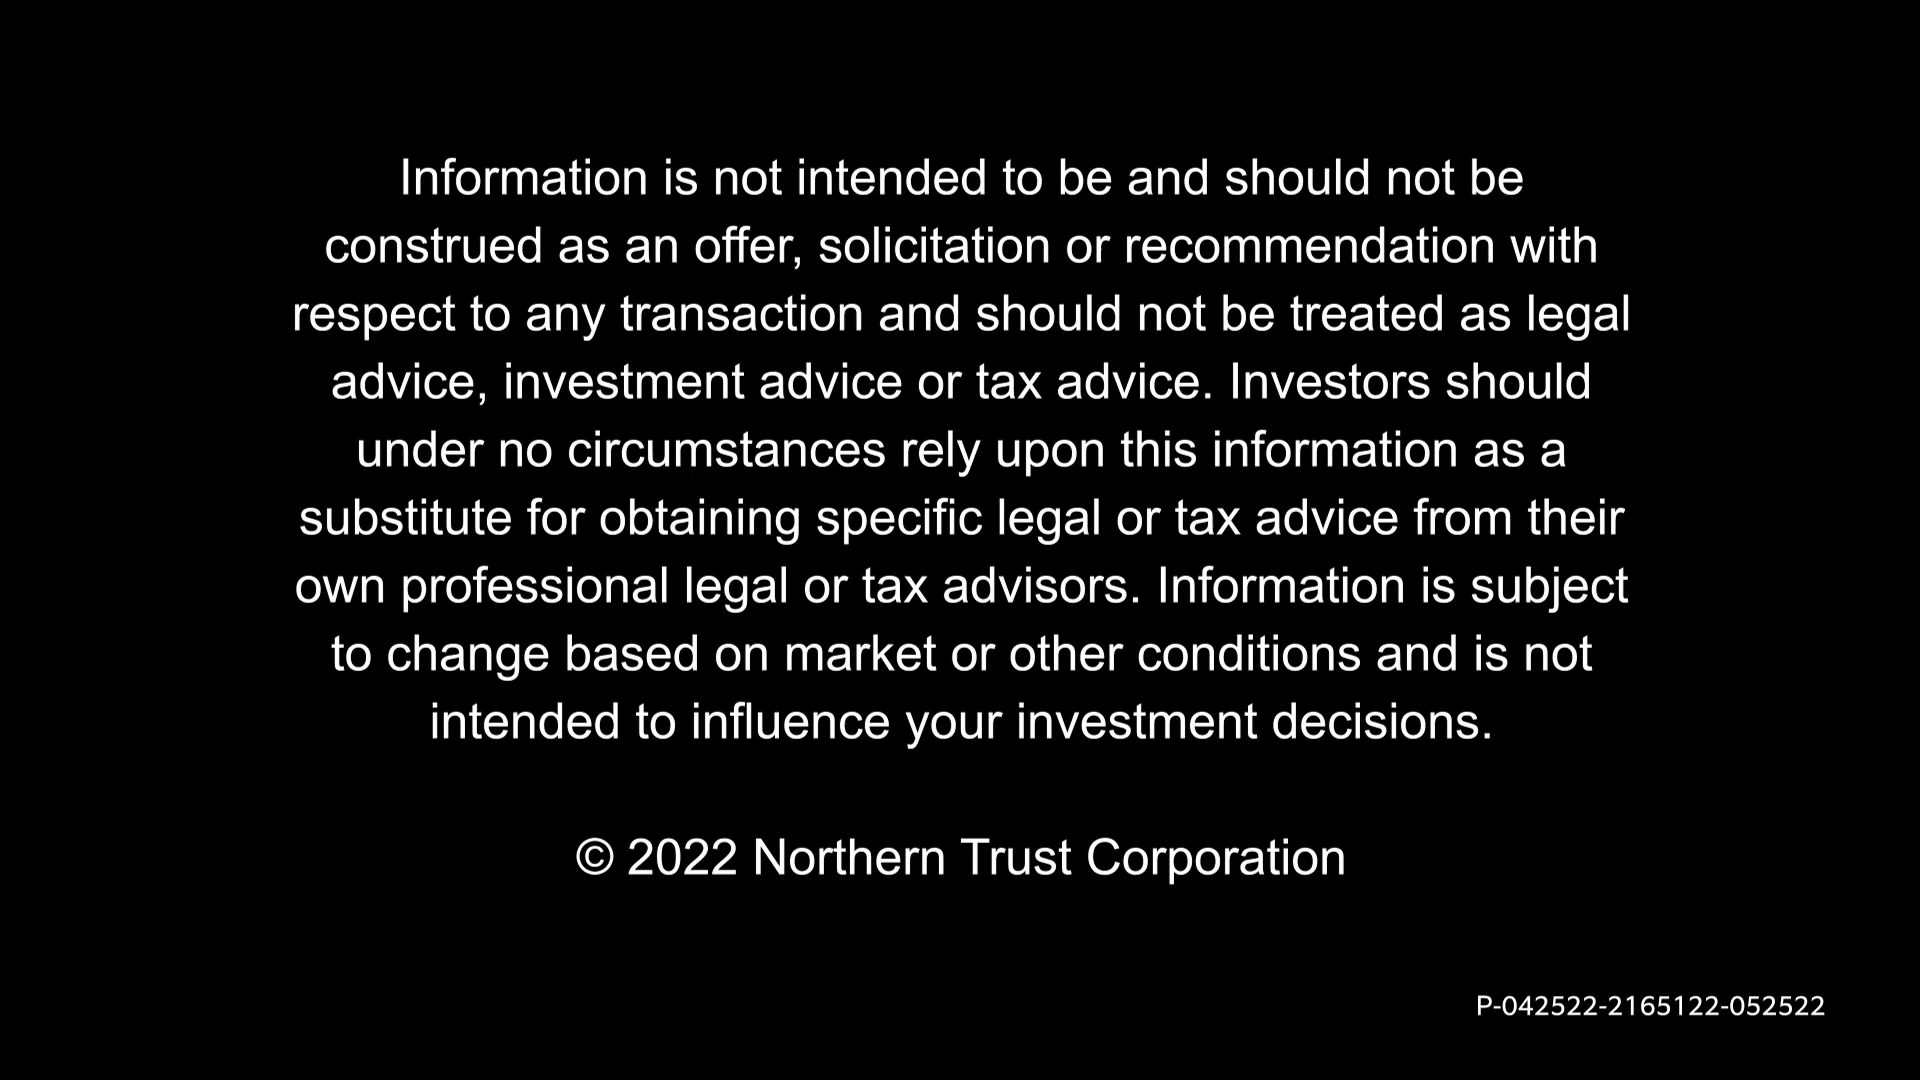 Information is not intended to be and should not be
construed as an offer, solicitation or recommendation with
respect to any transaction and should not be treated as legal
advice, investment advice or tax advice. Investors should
under no circumstances rely upon this information as a
substitute for obtaining specific legal or tax advice from their
own professional legal or tax advisors. Information is subject
to change based on market or other conditions and is not
intended to influence your investment decisions.
© 2022 Northern Trust Corporation
P-042522-2165122-052522